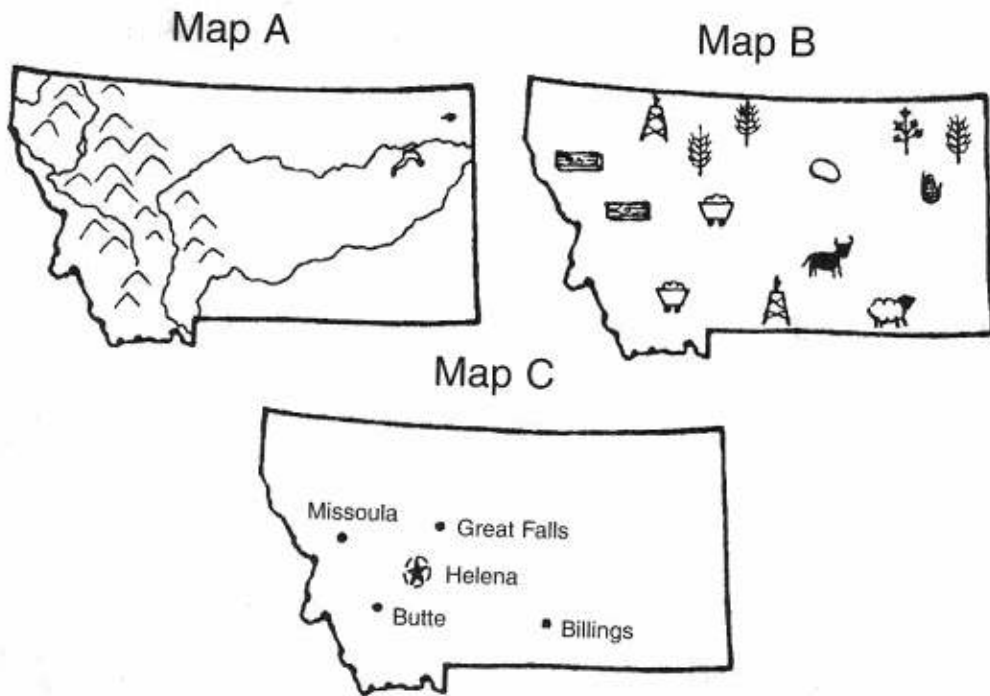 Map A
Map B
Map C
Missoula
Great Falls
Helena
Butte
Billings